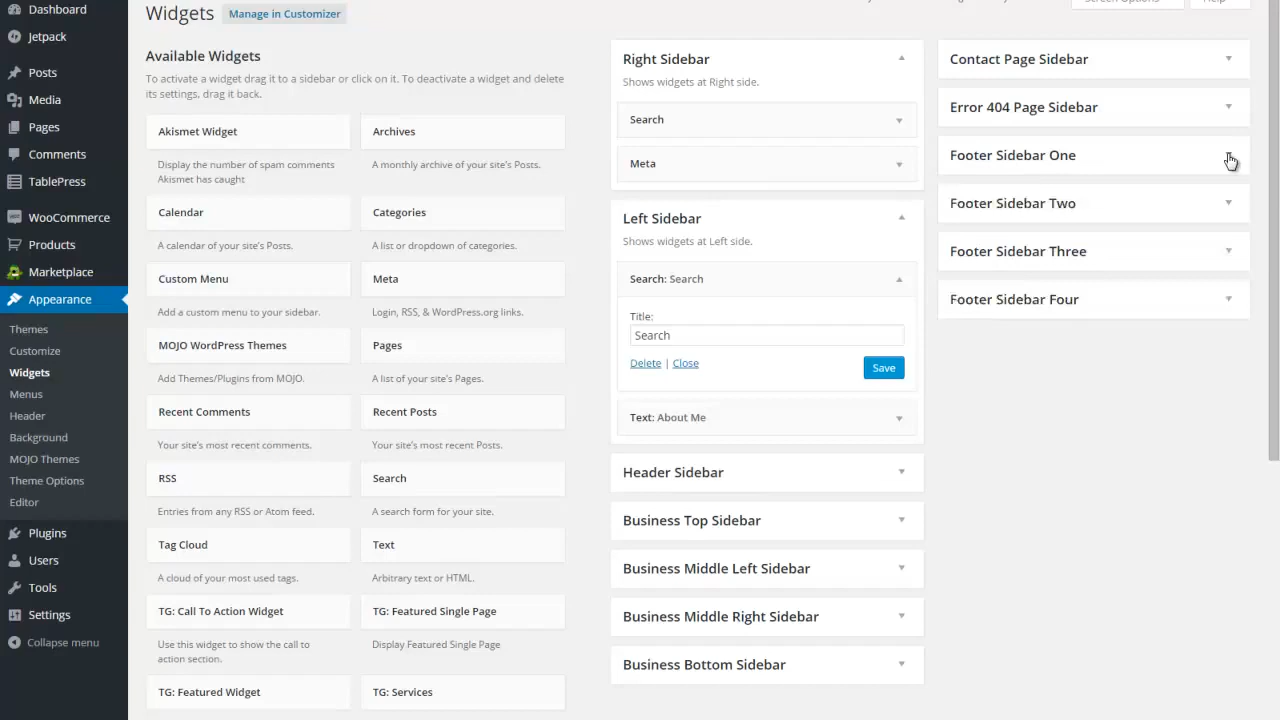 Dashboard
Jetpack
Posts
Media
Pages
Comments
TablePress
WooCommerce
Products
Marketplace
Appearance
Themes
Customize
Widgets
Menus
Header
Background
MOJO Themes
Theme Options
Editor
Plugins
Users
Tools
Settings
Collapse menu
Widgets
Manage in Customizer
Screen Options
Help
Available Widgets
To activate a widget drag it to a sidebar or click on it. To deactivate a widget and delete
its settings, drag it back.
Akismet Widget
Display the number of spam comments
Akismet has caught
Archives
A monthly archive of your site's Posts.
Calendar
A calendar of your site's Posts.
Categories
A list or dropdown of categories.
Custom Menu
Add a custom menu to your sidebar.
Meta
Login, RSS, & WordPress.org links.
MOJO WordPress Themes
Add Themes/Plugins from MOJO.
Pages
A list of your site's Pages.
Recent Comments
Your site's most recent comments.
Recent Posts
Your site's most recent Posts.
RSS
Entries from any RSS or Atom feed.
Search
A search form for your site.
Tag Cloud
A cloud of your most used tags.
Text
Arbitrary text or HTML.
TG: Call To Action Widget
Use this widget to show the call to
action section.
TG: Featured Single Page
Display Featured Single Page
TG: Featured Widget
TG: Services
Right Sidebar
Shows widgets at Right side.
Search
Meta
Left Sidebar
Shows widgets at Left side.
Search: Search
Title:
Search
Delete | Close
Save
Text: About Me
Header Sidebar
Business Top Sidebar
Business Middle Left Sidebar
Business Middle Right Sidebar
Business Bottom Sidebar
Contact Page Sidebar
Error 404 Page Sidebar
Footer Sidebar One
Footer Sidebar Two
Footer Sidebar Three
Footer Sidebar Four